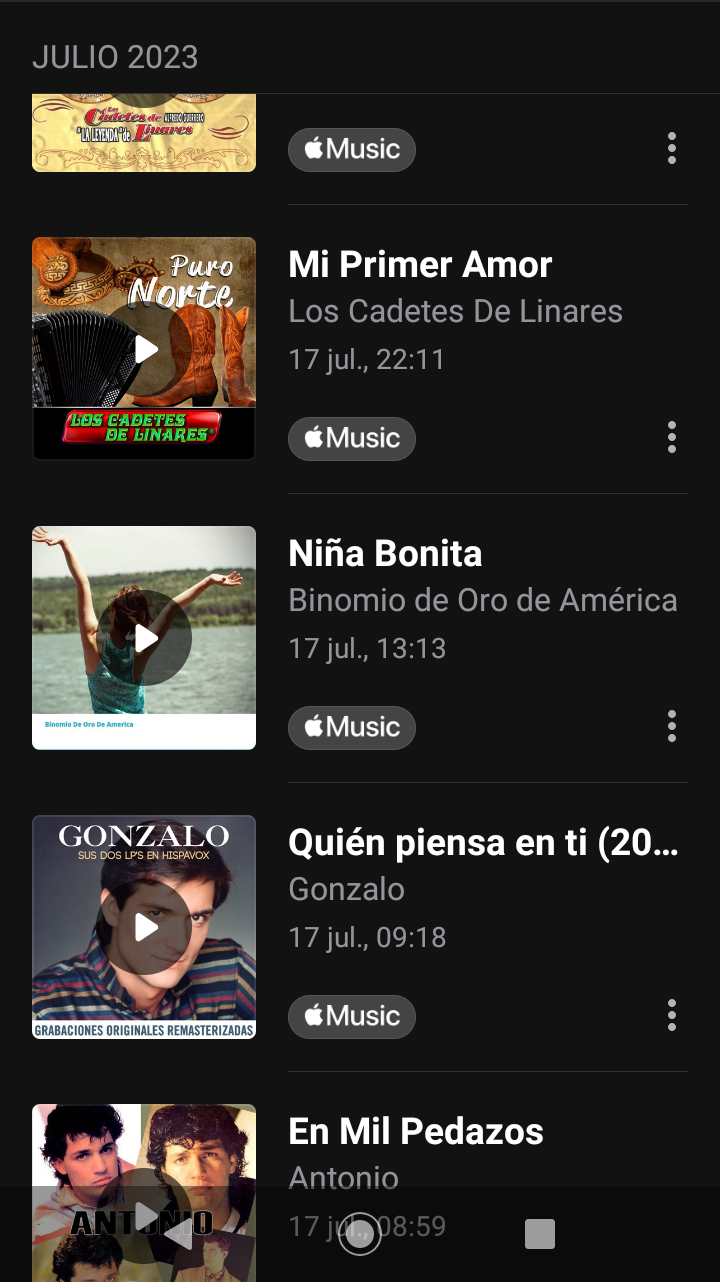 JULIO 2023
Los
Cadetes de
ALFREDO GUERRERO
"LA LEYENDA" de Linares
Music
Puro
Norte
LOS CADETES
DE LINARES
Mi Primer Amor
Los Cadetes De Linares
17 jul., 22:11
Music
Binomio De Oro De America
Niña Bonita
Binomio de Oro de América
17 jul., 13:13
Music
GONZALO
SUS DOS LP'S EN HISPAVOX
GRABACIONES ORIGINALES REMASTERIZADAS
Quién piensa en ti (20...
Gonzalo
17 jul., 09:18
Music
ANTONIO
En Mil Pedazos
Antonio
17 jul., 08:59